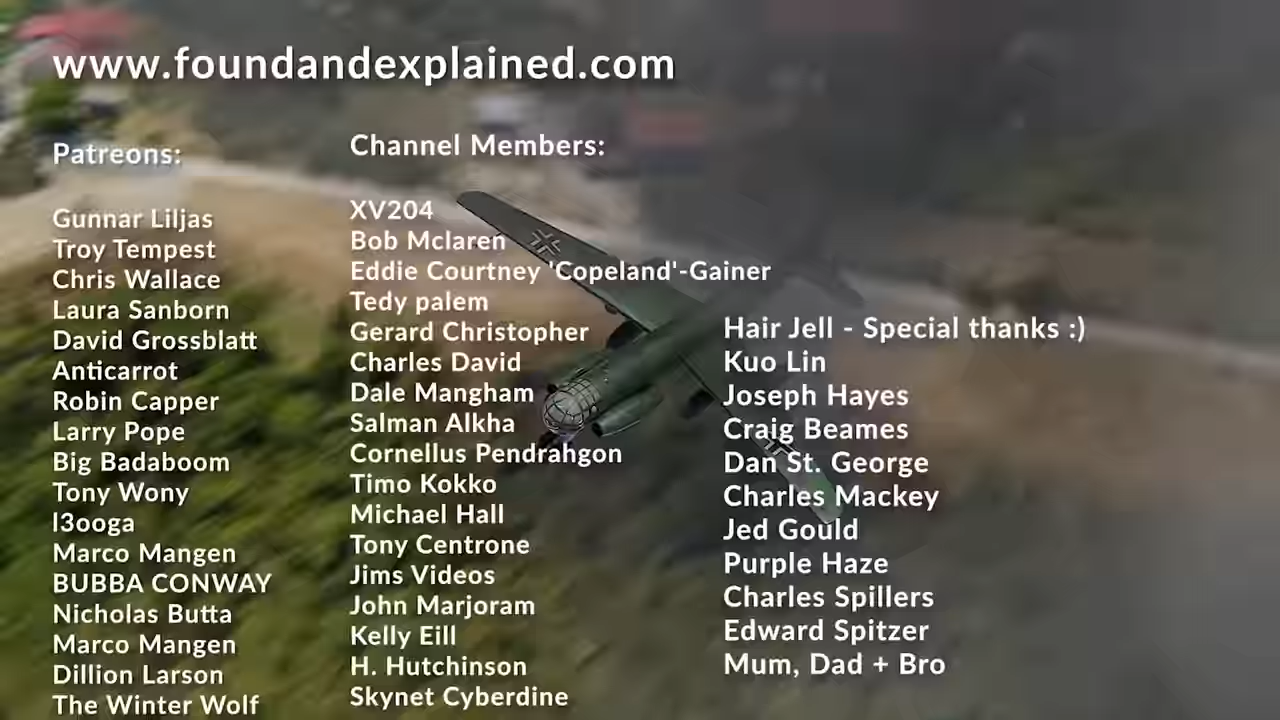 www.foundandexplained.com
Patreons:
Gunnar Liljas
Troy Tempest
Chris Wallace
Laura Sanborn
David Grossblatt
Anticarrot
Robin Capper
Larry Pope
Big Badaboom
Tony Wony
l3ooga
Marco Mangen
BUBBA CONWAY
Nicholas Butta
Marco Mangen
Dillion Larson
The Winter Wolf
Channel Members:
XV204
Bob Mclaren
Eddie Courtney 'Copeland'-Gainer
Tedy palem
Gerard Christopher
Charles David
Dale Mangham
Salman Alkha
Cornellus Pendrahgon
Timo Kokko
Michael Hall
Tony Centrone
Jims Videos
John Marjoram
Kelly Eill
H. Hutchinson
Skynet Cyberdine
Hair Jell - Special thanks :)
Kuo Lin
Joseph Hayes
Craig Beames
Dan St. George
Charles Mackey
Jed Gould
Purple Haze
Charles Spillers
Edward Spitzer
Mum, Dad + Bro